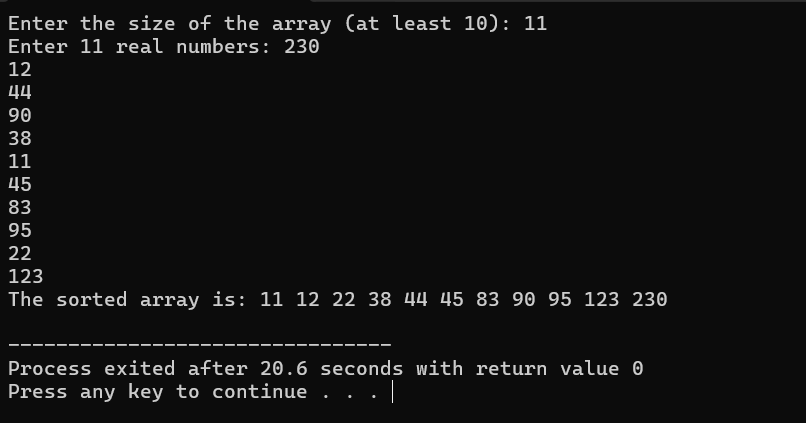 Enter the size of the array (at least 10): 11
Enter 11 real numbers: 230
12
44
90
38
11
45
83
95
22
123
The sorted array is: 11 12 22 38 44 45 83 90 95 123 230
--------------------------------
Process exited after 20.6 seconds with return value 0
Press any key to continue . . .